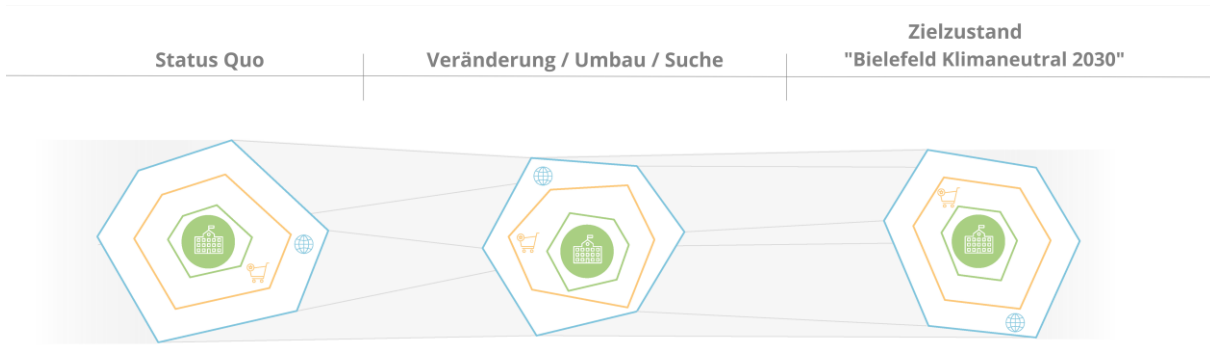 Status Quo
Veränderung / Umbau / Suche
Zielzustand
"Bielefeld Klimaneutral 2030"